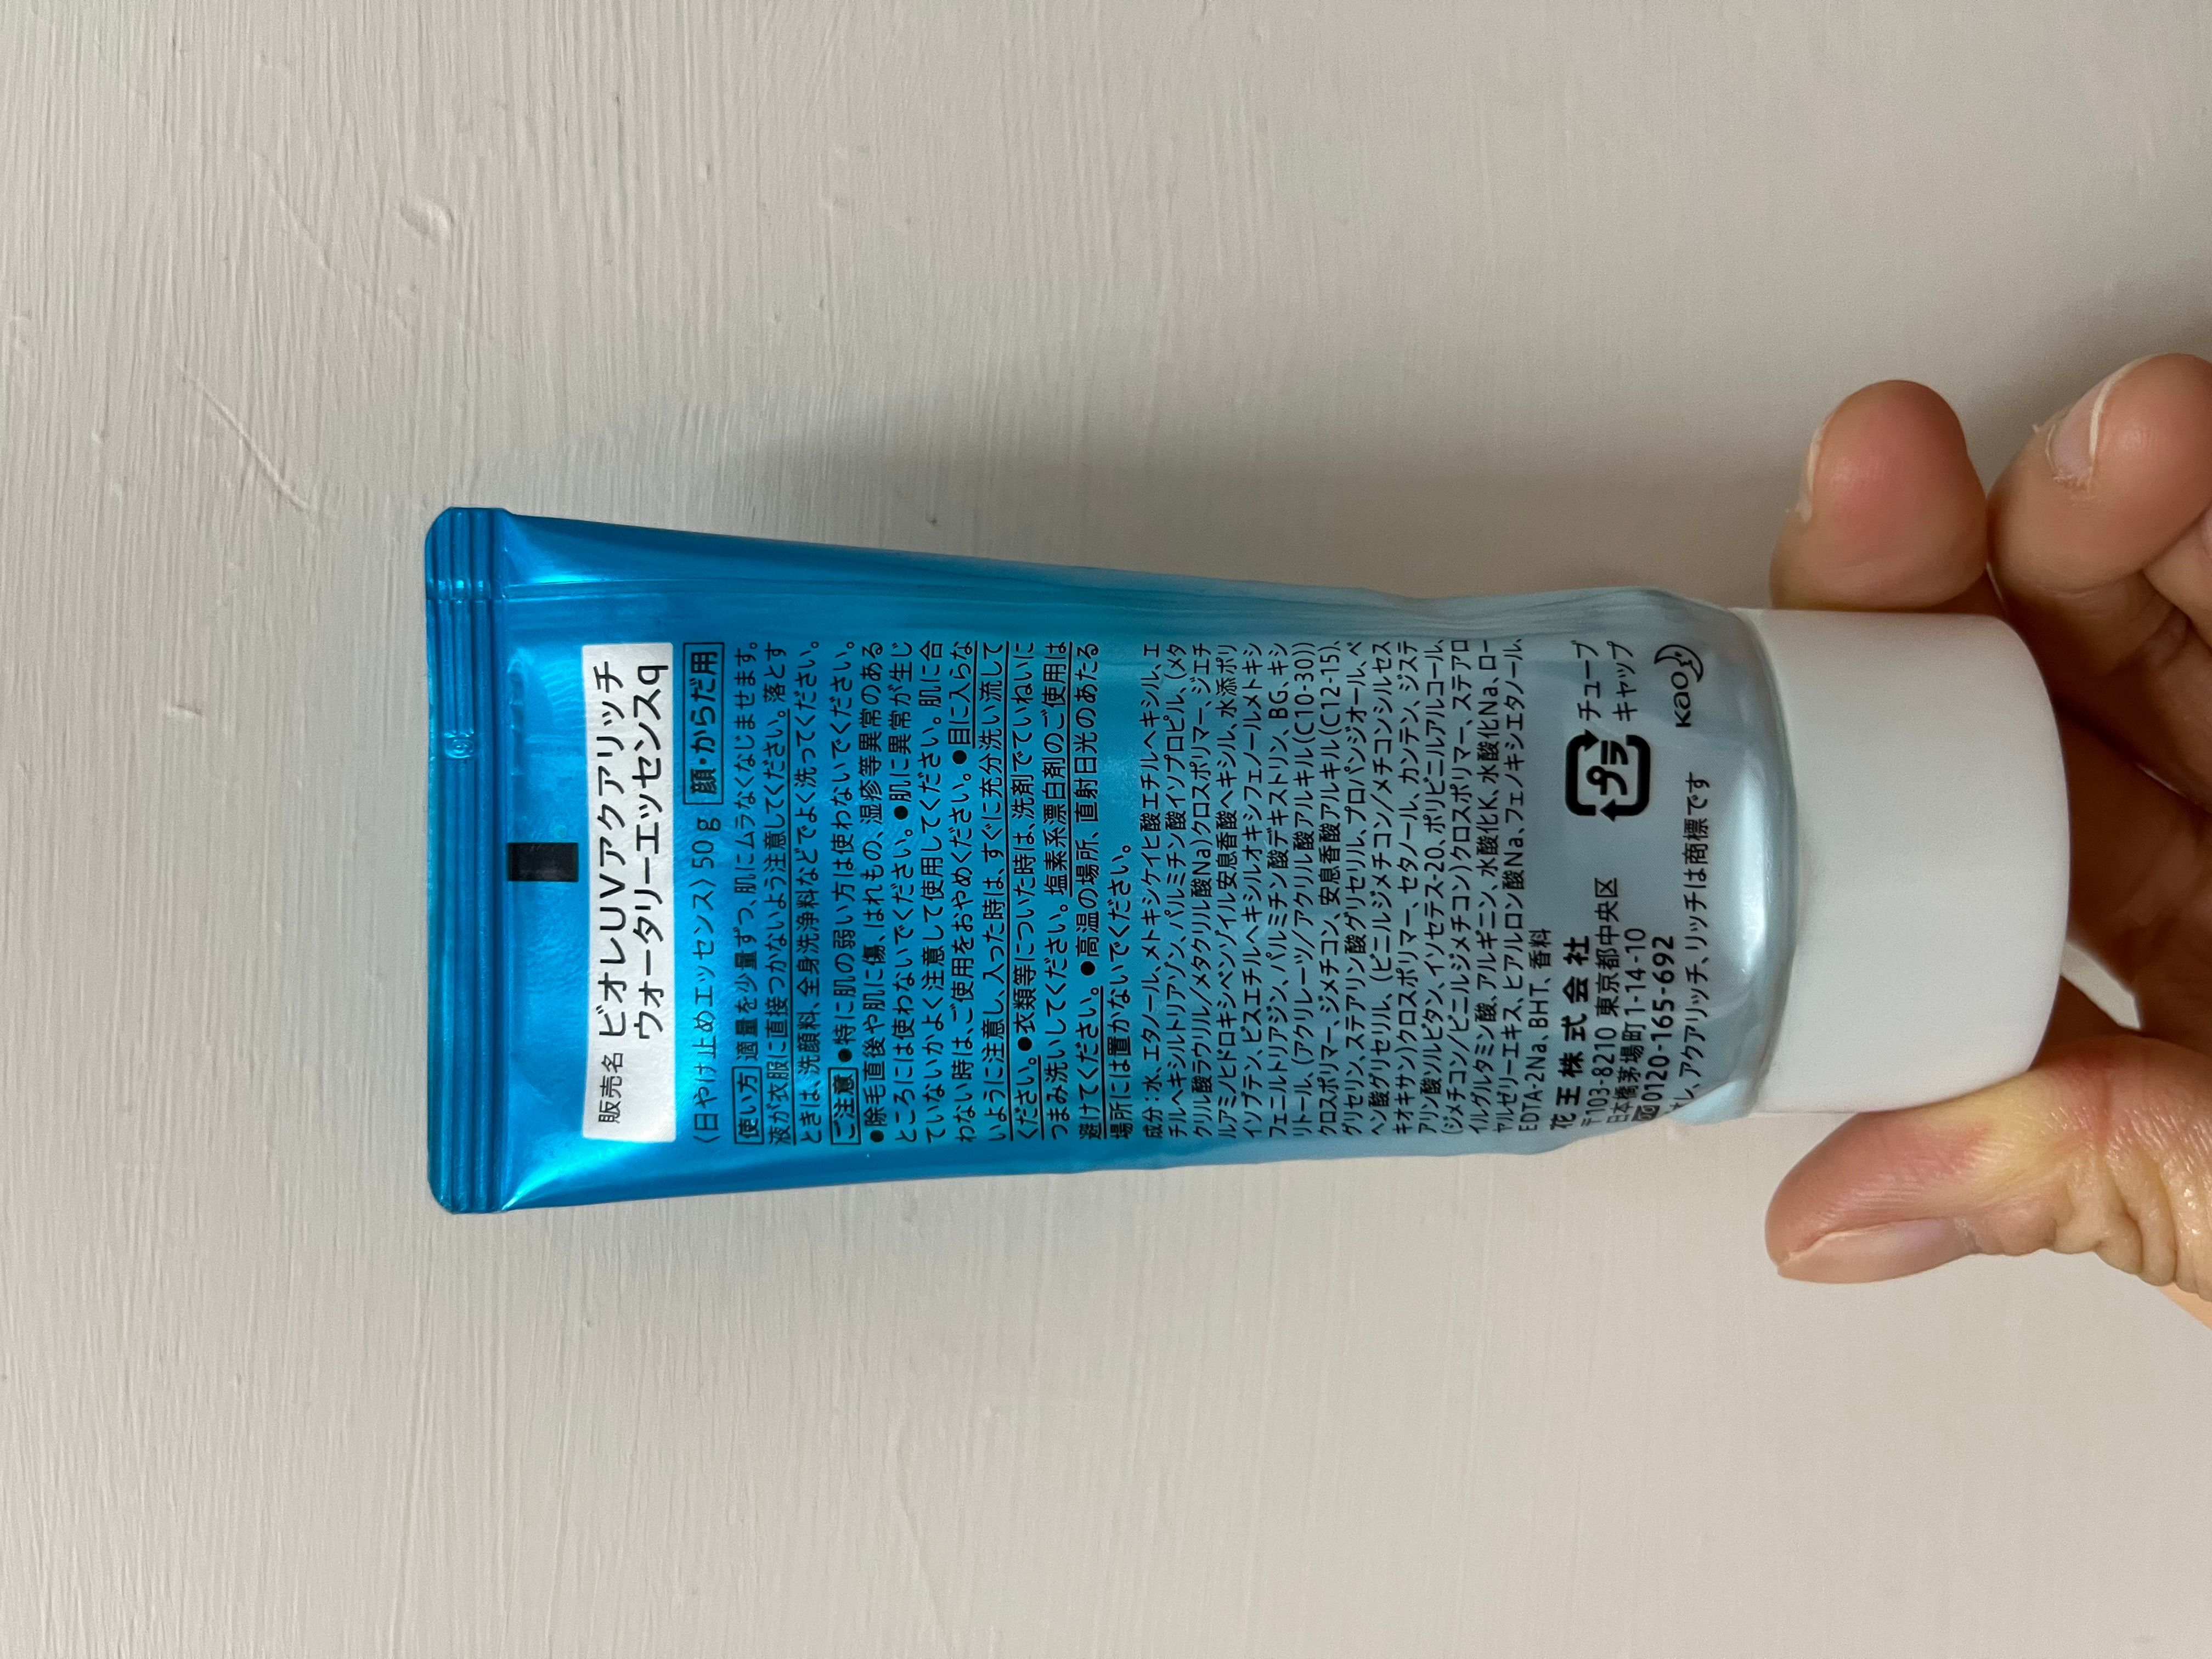 販売名 ビオレUVアクアリッチ
ウォータリーエッセンスq
〈日やけ止めエッセンス〉50g 顔・からだ用
使い方 適量を少量ずつ、肌にムラなくなじませます。
液が衣服に直接つかないよう注意してください。落とす
ときは、洗顔料、全身洗浄料などでよく洗ってください。
ご注意 ●特に肌の弱い方は使わないでください。
●除毛直後や肌に傷、はれもの、湿疹等異常のある
ところには使わないでください。●肌に異常が生じ
ていないかよく注意して使用してください。肌に合
わない時は、ご使用をおやめください。●目に入らな
いように注意し、入った時は、すぐに充分洗い流して
ください。●衣類等についた時は、洗剤でていねいに
つまみ洗いしてください。塩素系漂白剤のご使用は
避けてください。●高温の場所、直射日光のあたる
場所には置かないでください。
成分：水、エタノール、メトキシケイヒ酸エチルヘキシル、エ
チルヘキシルトリアゾン、パルミチン酸イソプロピル、（メタ
クリル酸ラウリル/メタクリル酸Na）クロスポリマー、ジエチ
ルアミノヒドロキシベンゾイル安息香酸ヘキシル、水添ポリ
イソブテン、ビスエチルヘキシルオキシフェノールメトキシ
フェニルトリアジン、パルミチン酸デキストリン、BG、キシ
リトール、（アクリレーツ/アクリル酸アルキル（C10-30））
クロスポリマー、ジメチコン、安息香酸アルキル（C12-15）、
グリセリン、ステアリン酸グリセリル、プロパンジオール、ベ
ヘン酸グリセリル、（ビニルジメチコン/メチコンシルセス
キオキサン）クロスポリマー、セタノール、カンテン、ジステ
アリン酸ソルビタン、イソセテス-20、ポリビニルアルコール、
（ジメチコン/ビニルジメチコン）クロスポリマー、ステアロ
イルグルタミン酸、アルギニン、水酸化K、水酸化Na、ロー
ヤルゼリーエキス、ヒアルロン酸Na、フェノキシエタノール、
EDTA-2Na、BHT、香料
花王株式会社
〒103-8210 東京都中央区
日本橋茅場町1-14-10
0120-165-692
プラ チューブ
キャップ
オレ、アクアリッチ、リッチは商標です
kao